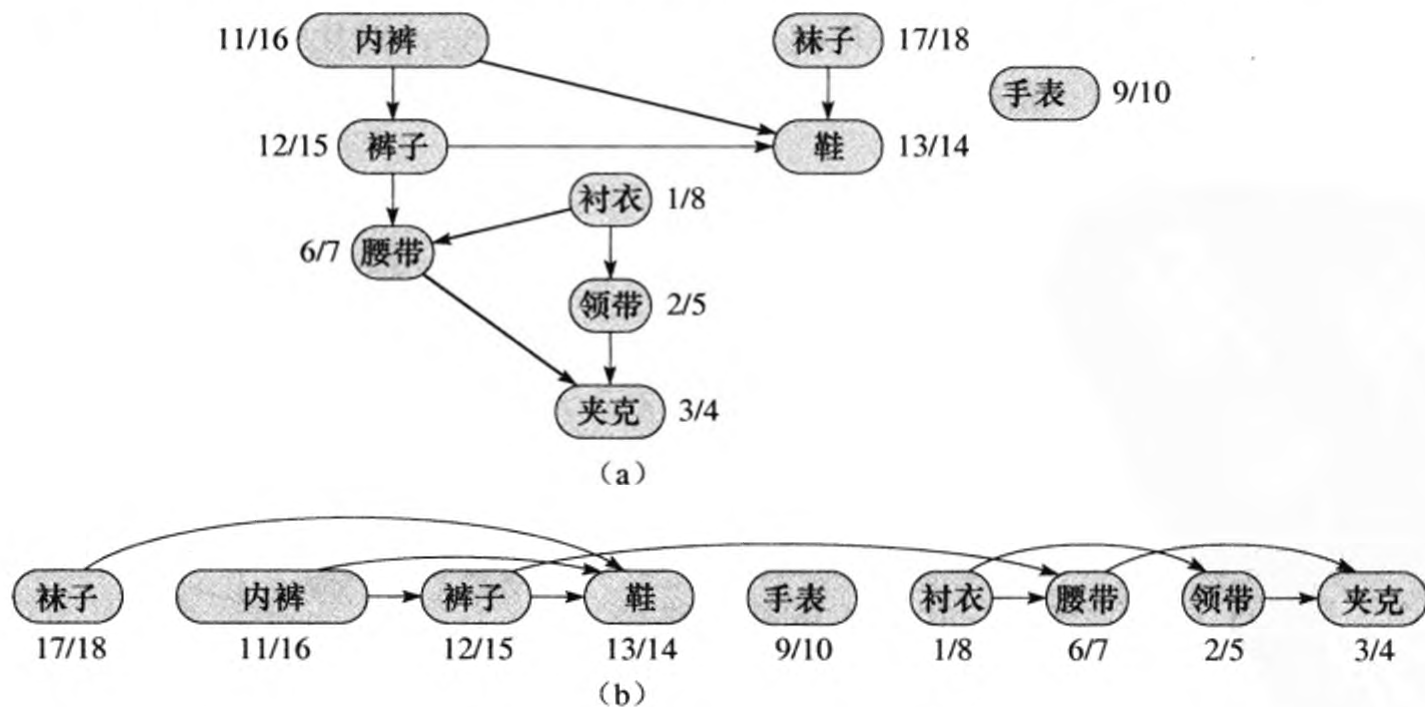 11/16 内裤 袜子 17/18
手表 9/10
12/15 裤子 鞋 13/14
衬衣 1/8
6/7 腰带
领带 2/5
夹克 3/4
（a）
袜子 内裤 裤子 鞋 手表 衬衣 腰带 领带 夹克
17/18 11/16 12/15 13/14 9/10 1/8 6/7 2/5 3/4
（b）